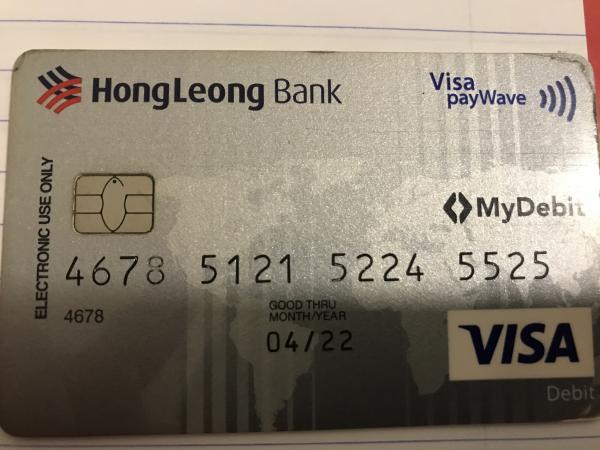 HongLeong Bank
Visa
payWave
ELECTRONIC USE ONLY
MyDebit
4678 5121 5224 5525
4678
GOOD THRU
MONTH/YEAR
04/22
VISA
Debit